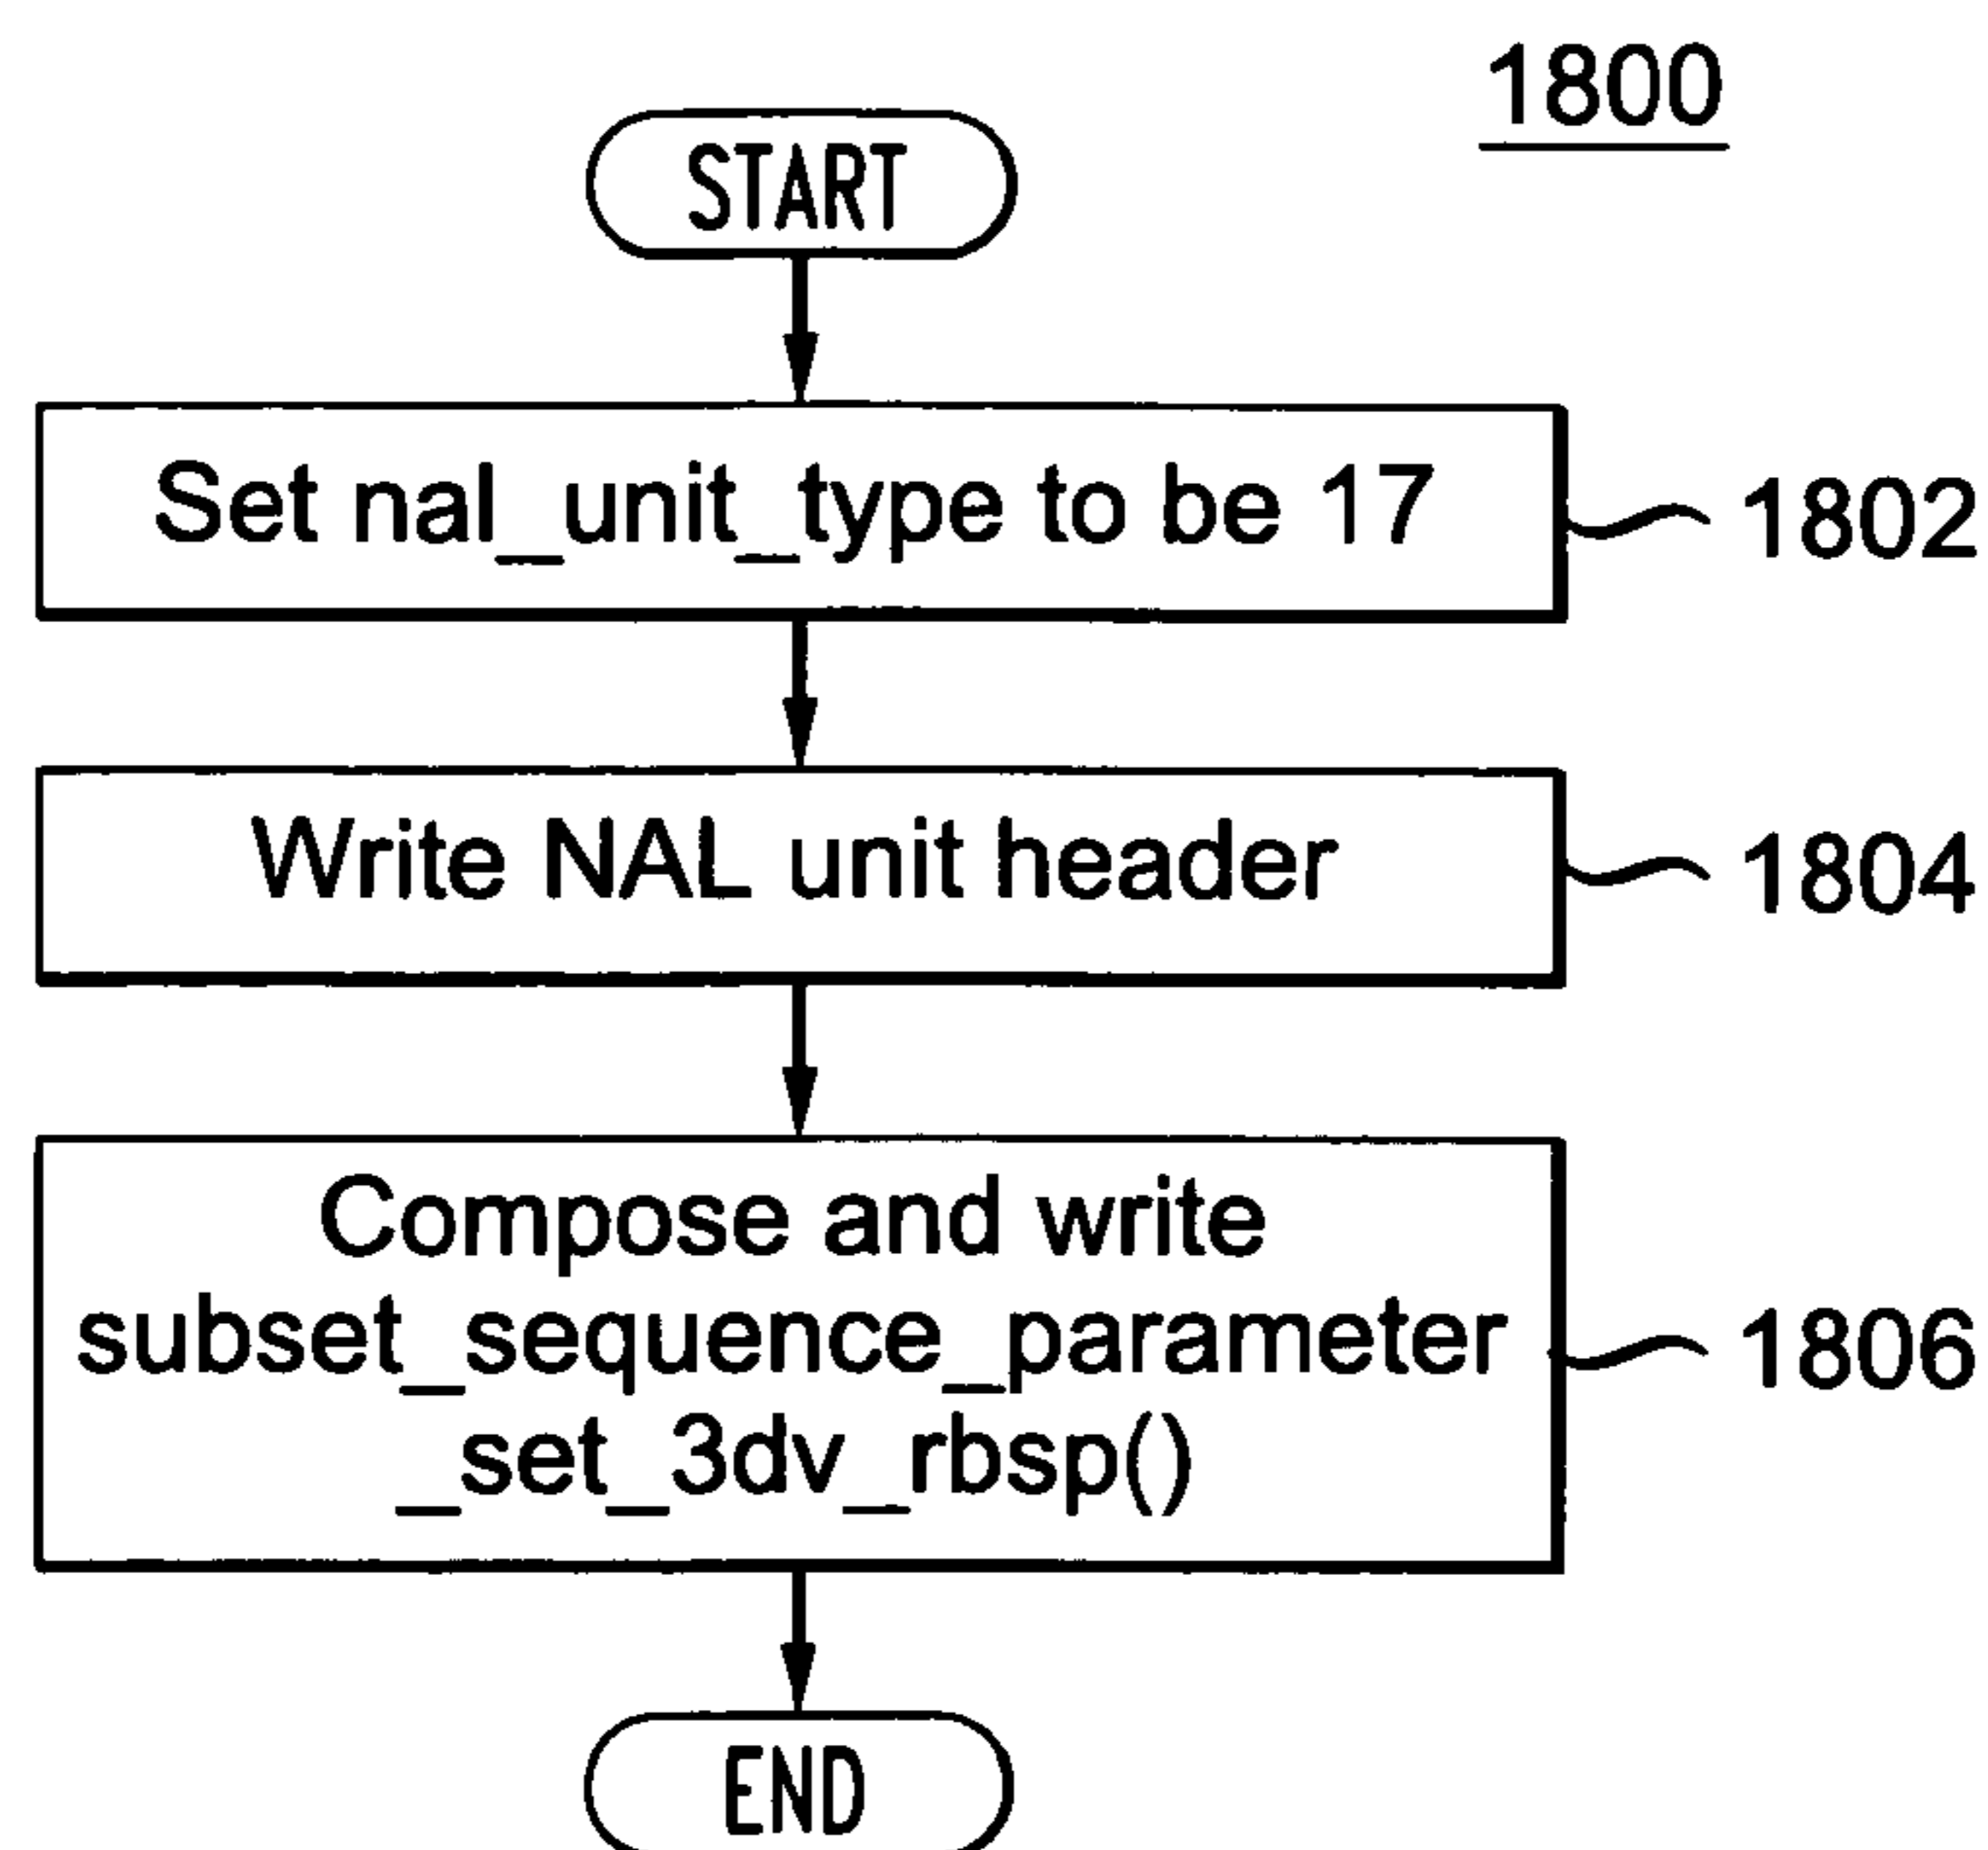 1800
START
Set nal_unit_type to be 17
1802
Write NAL unit header
1804
Compose and write
subset_sequence_parameter
_set_3dv_rbsp()
1806
END